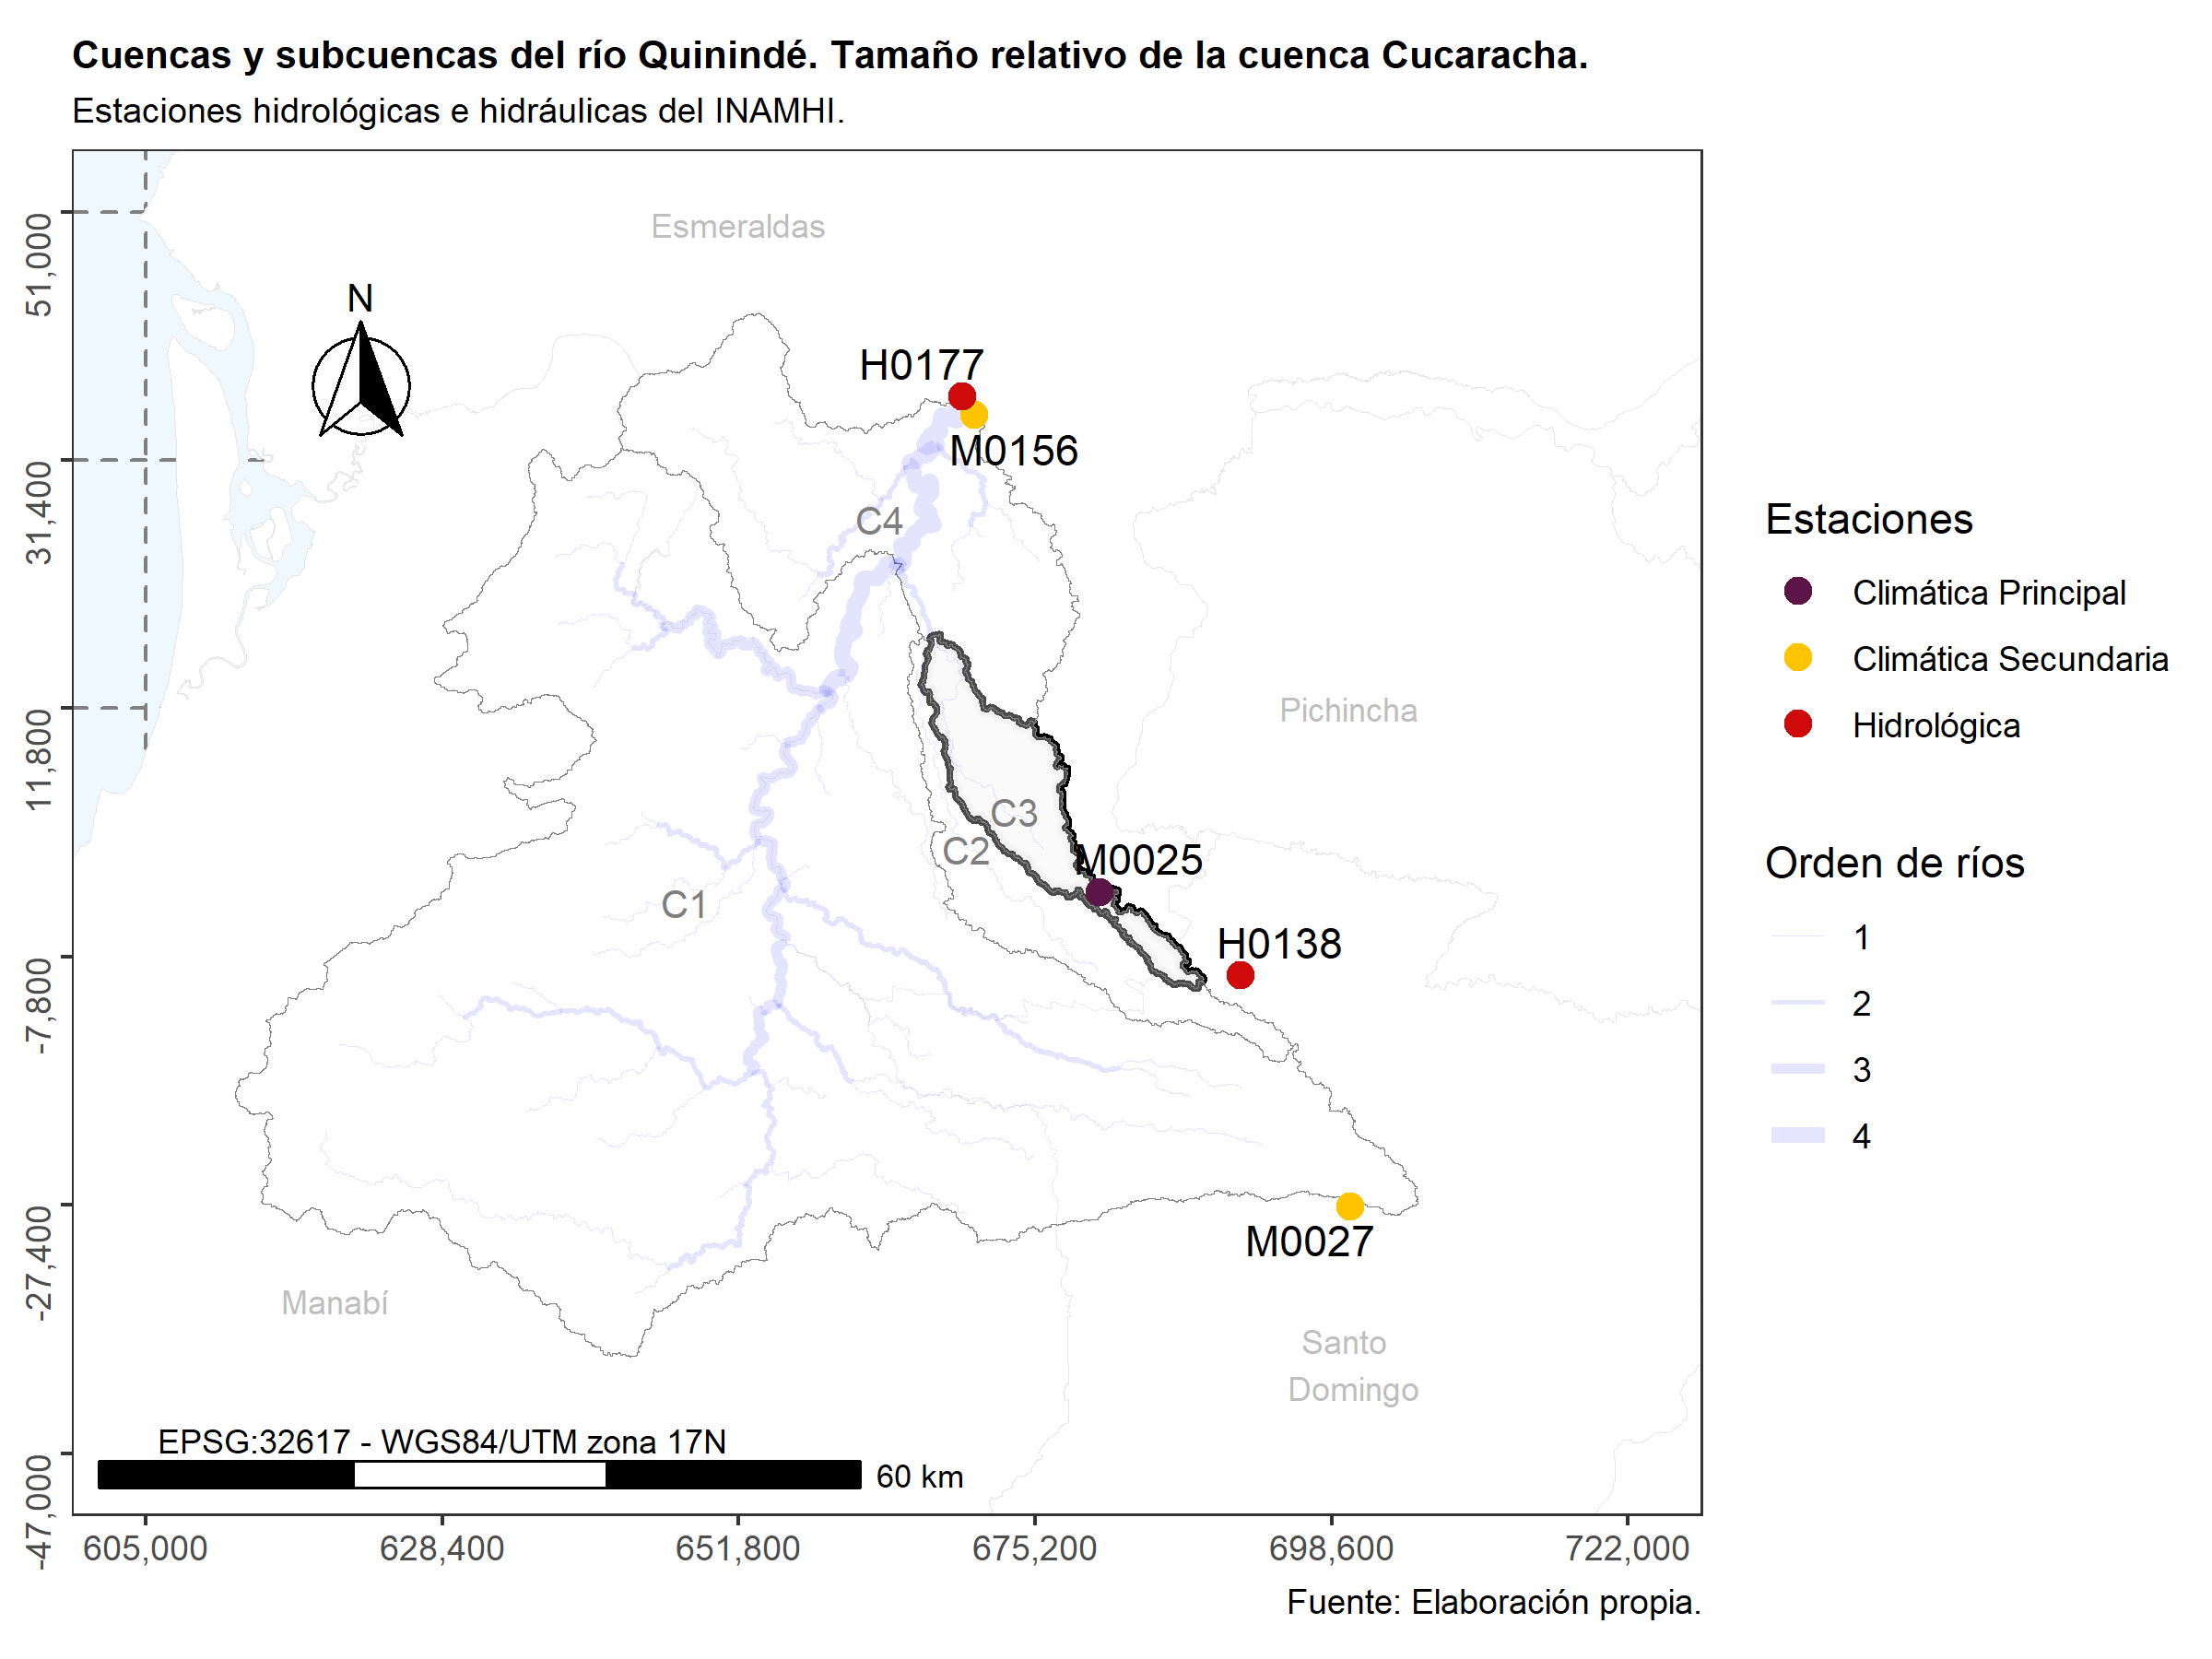 Cuencas y subcuencas del río Quinindé. Tamaño relativo de la cuenca Cucaracha.
Estaciones hidrológicas e hidráulicas del INAMHI.
51,000
31,400
11,800
-7,800
-27,400
-47,000
Esmeraldas
N
H0177
M0156
C4
Pichincha
C3
C2
M0025
C1
H0138
M0027
Manabí
Santo
Domingo
EPSG:32617 - WGS84/UTM zona 17N
60 km
605,000
628,400
651,800
675,200
698,600
722,000
Fuente: Elaboración propia.
Estaciones
Climática Principal
Climática Secundaria
Hidrológica
Orden de ríos
1
2
3
4